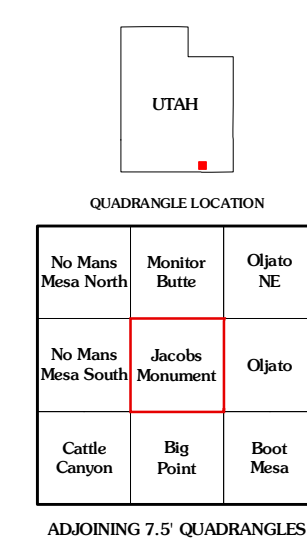 UTAH
QUADRANGLE LOCATION
No Mans
Mesa North
Monitor
Butte
Oljato
NE
No Mans
Mesa South
Jacobs
Monument
Oljato
Cattle
Canyon
Big
Point
Boot
Mesa
ADJOINING 7.5' QUADRANGLES